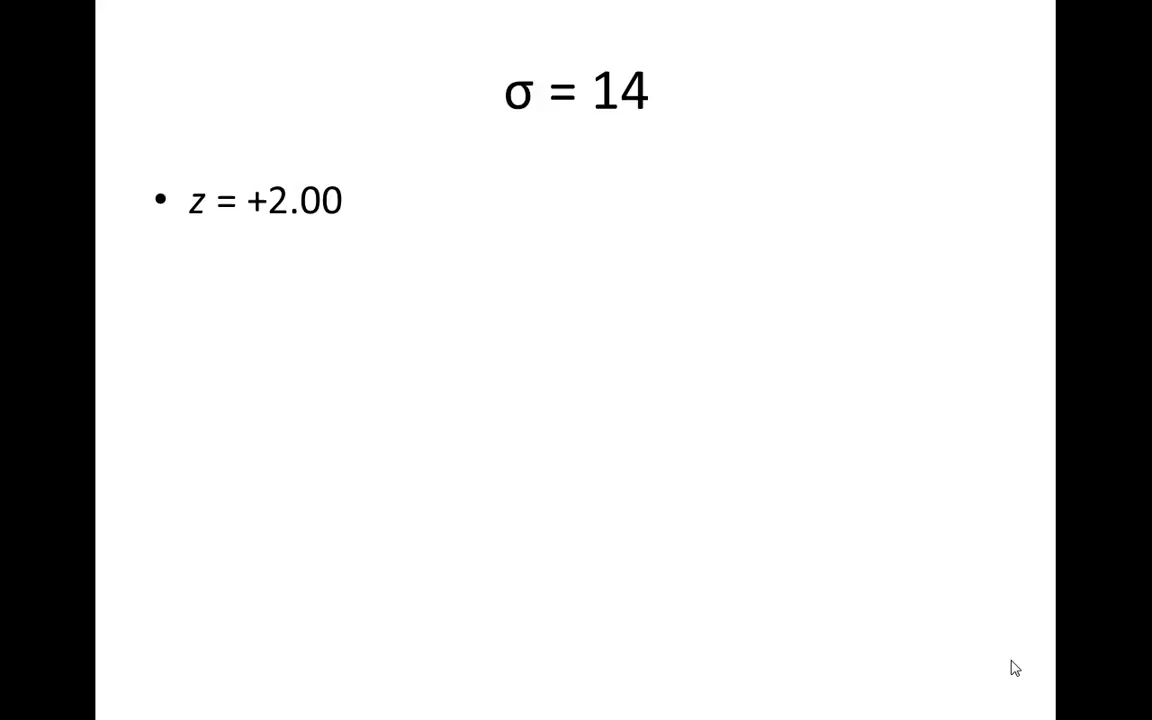 σ = 14
• z = +2.00